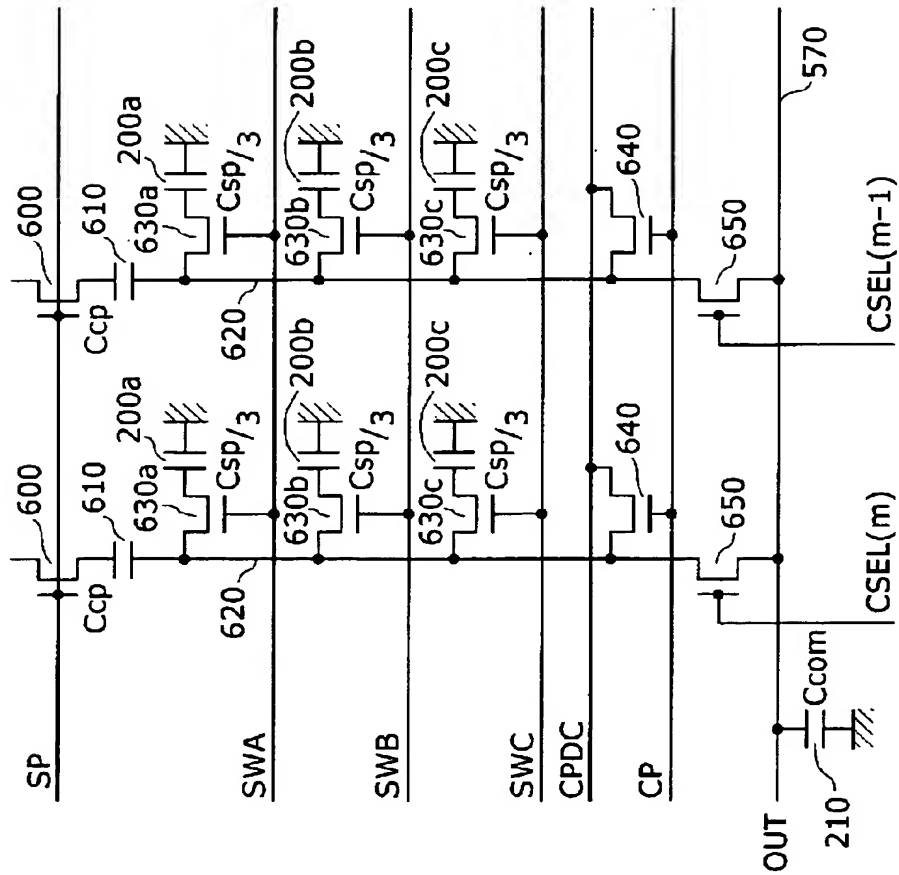 600
600
SP
610
610
Ccp
Ccp
200a
200a
630a
630a
Csp/3
Csp/3
620
620
SWA
200b
200b
630b
630b
Csp/3
Csp/3
SWB
200c
200c
630c
630c
Csp/3
Csp/3
SWC
CPDC
640
640
CP
650
650
OUT
570
Ccom
210
CSEL(m)
CSEL(m-1)